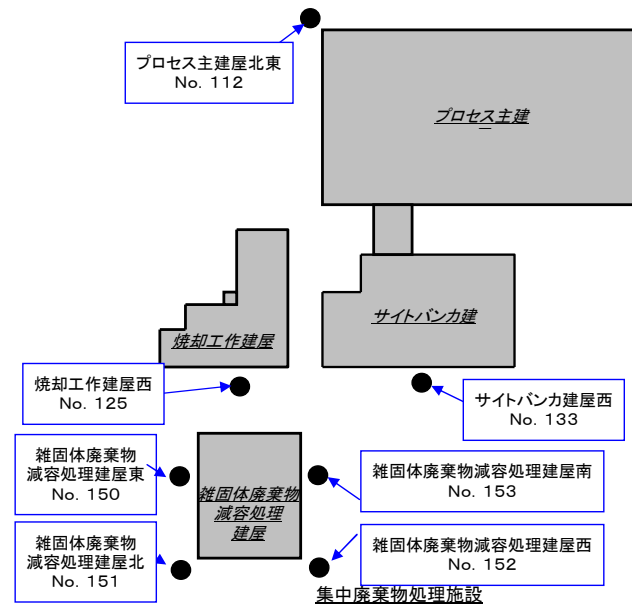 プロセス主建屋北東
No. 112
プロセス主建
サイトバンカ建
焼却工作建屋
焼却工作建屋西
No. 125
サイトバンカ建屋西
No. 133
雑固体廃棄物
減容処理建屋東
No. 150
雑固体廃棄物
減容処理建屋
雑固体廃棄物減容処理建屋南
No. 153
雑固体廃棄物
減容処理建屋北
No. 151
雑固体廃棄物減容処理建屋西
No. 152
集中廃棄物処理施設